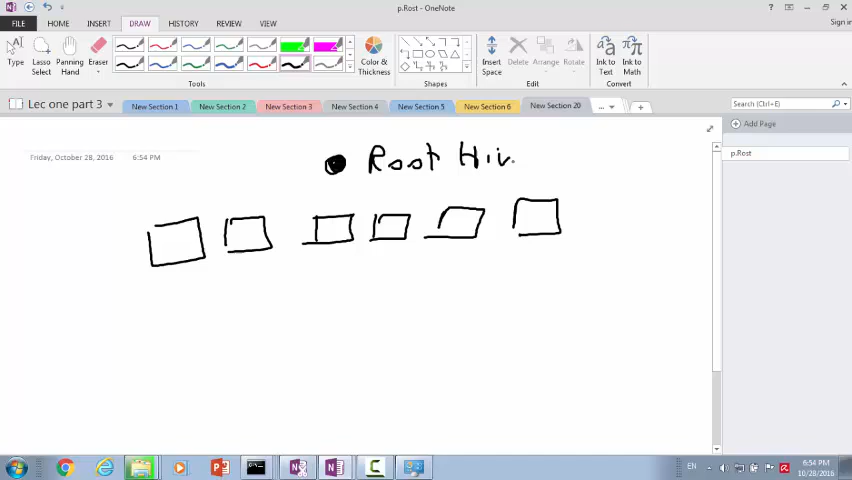 p.Rost - OneNote
Sign in
FILE HOME INSERT DRAW HISTORY REVIEW VIEW
Type
Lasso Select
Panning Hand
Eraser
Color & Thickness
Insert Space
Delete
Arrange
Rotate
Ink to Text
Ink to Math
Tools
Shapes
Edit
Convert
Lec one part 3
New Section 1
New Section 2
New Section 3
New Section 4
New Section 5
New Section 6
New Section 20
...
Search (Ctrl+E)
Add Page
p.Rost
Friday, October 28, 2016 6:54 PM
Root Hiv
EN
6:54 PM
10/28/2016